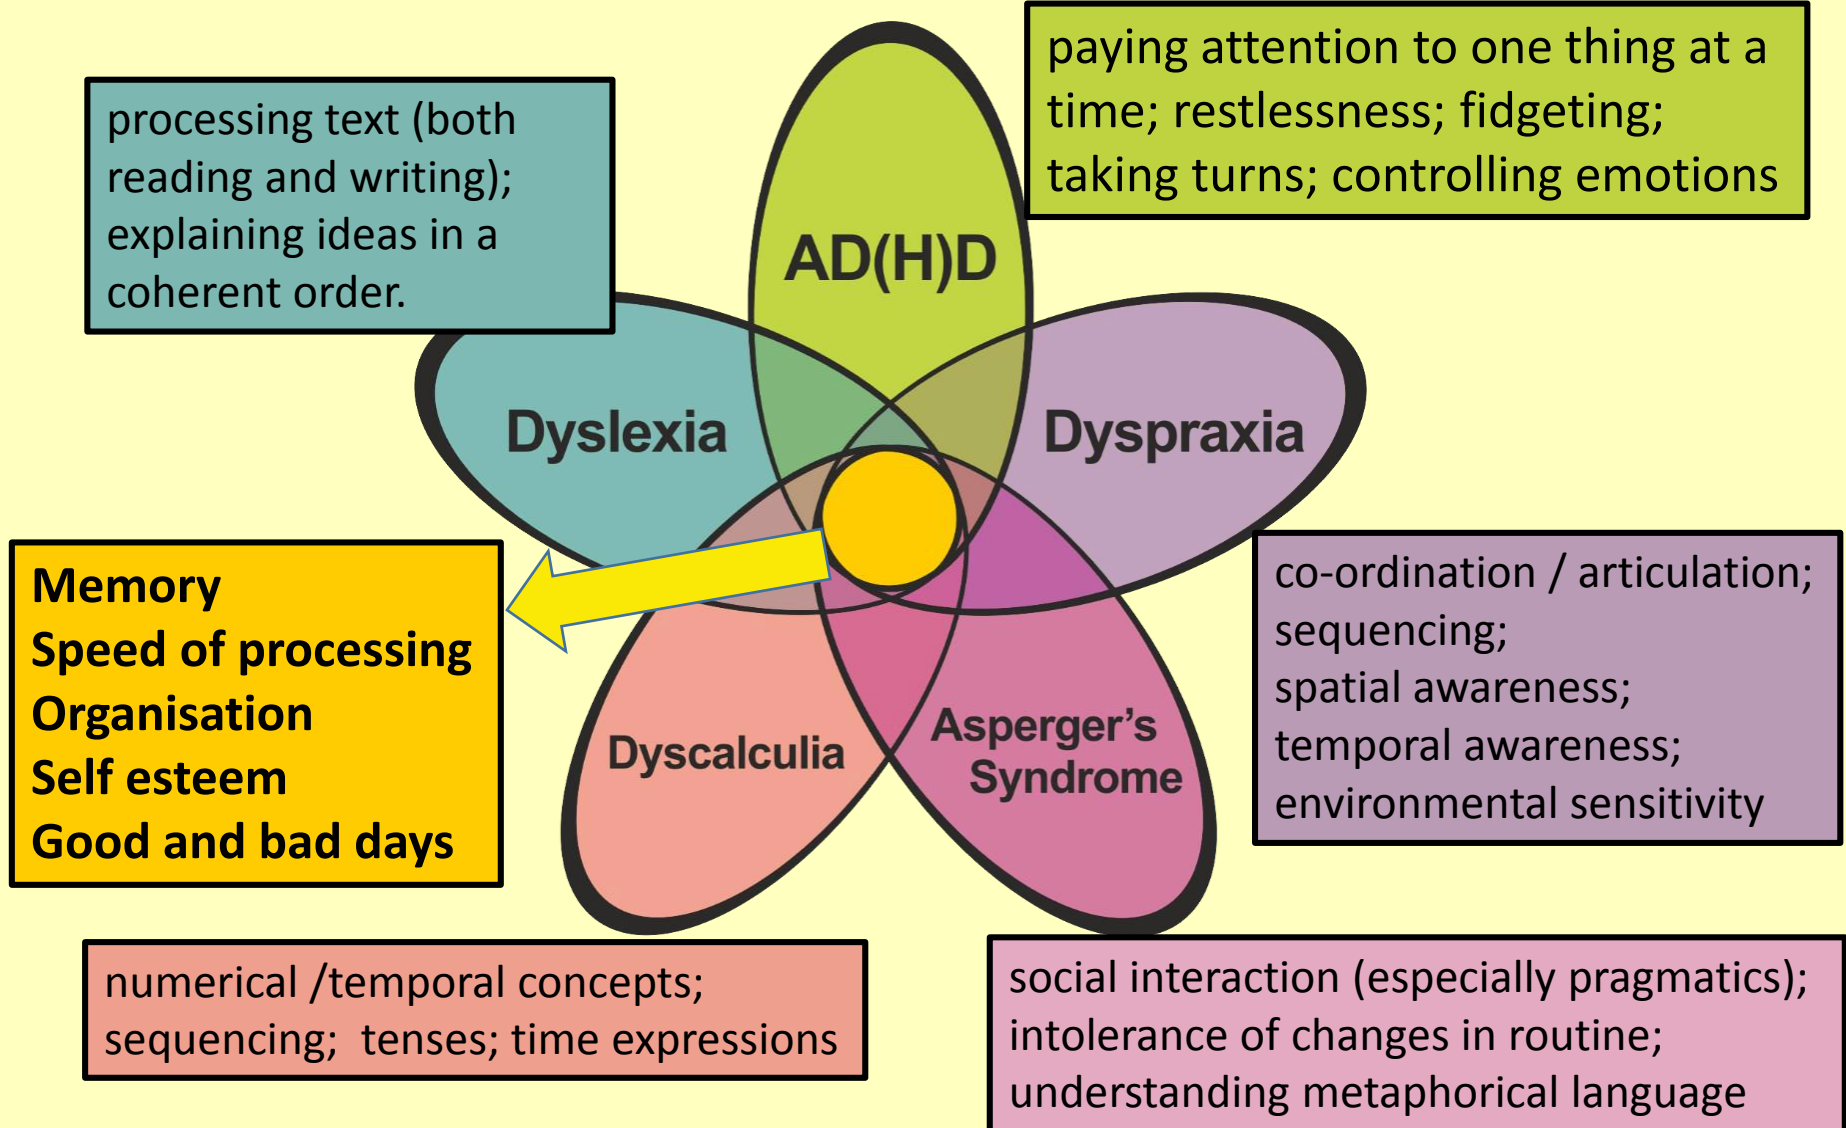 paying attention to one thing at a
time; restlessness; fidgeting;
taking turns; controlling emotions
processing text (both
reading and writing);
explaining ideas in a
coherent order.
AD(H)D
Dyslexia
Dyspraxia
Memory
Speed of processing
Organisation
Self esteem
Good and bad days
co-ordination / articulation;
sequencing;
spatial awareness;
temporal awareness;
environmental sensitivity
Dyscalculia
Asperger's
Syndrome
numerical /temporal concepts;
sequencing;  tenses; time expressions
social interaction (especially pragmatics);
intolerance of changes in routine;
understanding metaphorical language